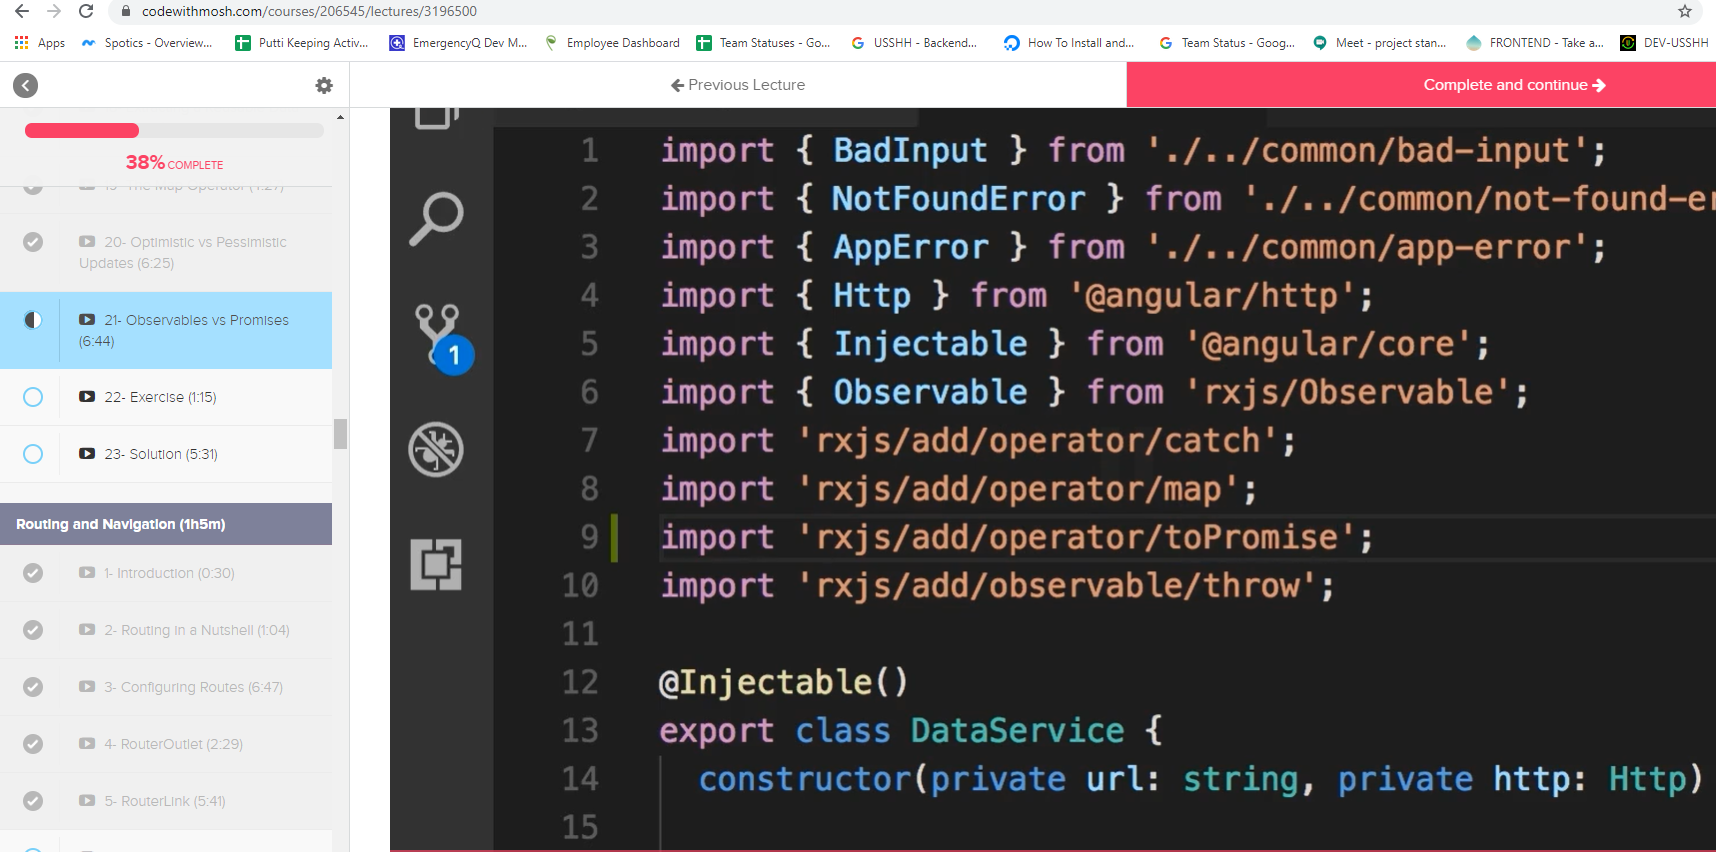 codewithmosh.com/courses/206545/lectures/3196500
Apps
Spotics - Overview...
Putti Keeping Activ...
EmergencyQ Dev M...
Employee Dashboard
Team Statuses - Go...
USSHH - Backend...
How To Install and...
Team Status - Goog...
Meet - project stan...
FRONTEND - Take a...
DEV-USSHH
Previous Lecture
Complete and continue
38% COMPLETE
19- The Map Operator (1:27)
20- Optimistic vs Pessimistic
Updates (6:25)
21- Observables vs Promises
(6:44)
22- Exercise (1:15)
23- Solution (5:31)
Routing and Navigation (1h5m)
1- Introduction (0:30)
2- Routing in a Nutshell (1:04)
3- Configuring Routes (6:47)
4- RouterOutlet (2:29)
5- RouterLink (5:41)
1
1 import { BadInput } from './../common/bad-input';
2 import { NotFoundError } from './../common/not-found-er
3 import { AppError } from './../common/app-error';
4 import { Http } from '@angular/http';
5 import { Injectable } from '@angular/core';
6 import { Observable } from 'rxjs/Observable';
7 import 'rxjs/add/operator/catch';
8 import 'rxjs/add/operator/map';
9 import 'rxjs/add/operator/toPromise';
10 import 'rxjs/add/observable/throw';
11
12 @Injectable()
13 export class DataService {
14 constructor(private url: string, private http: Http)
15